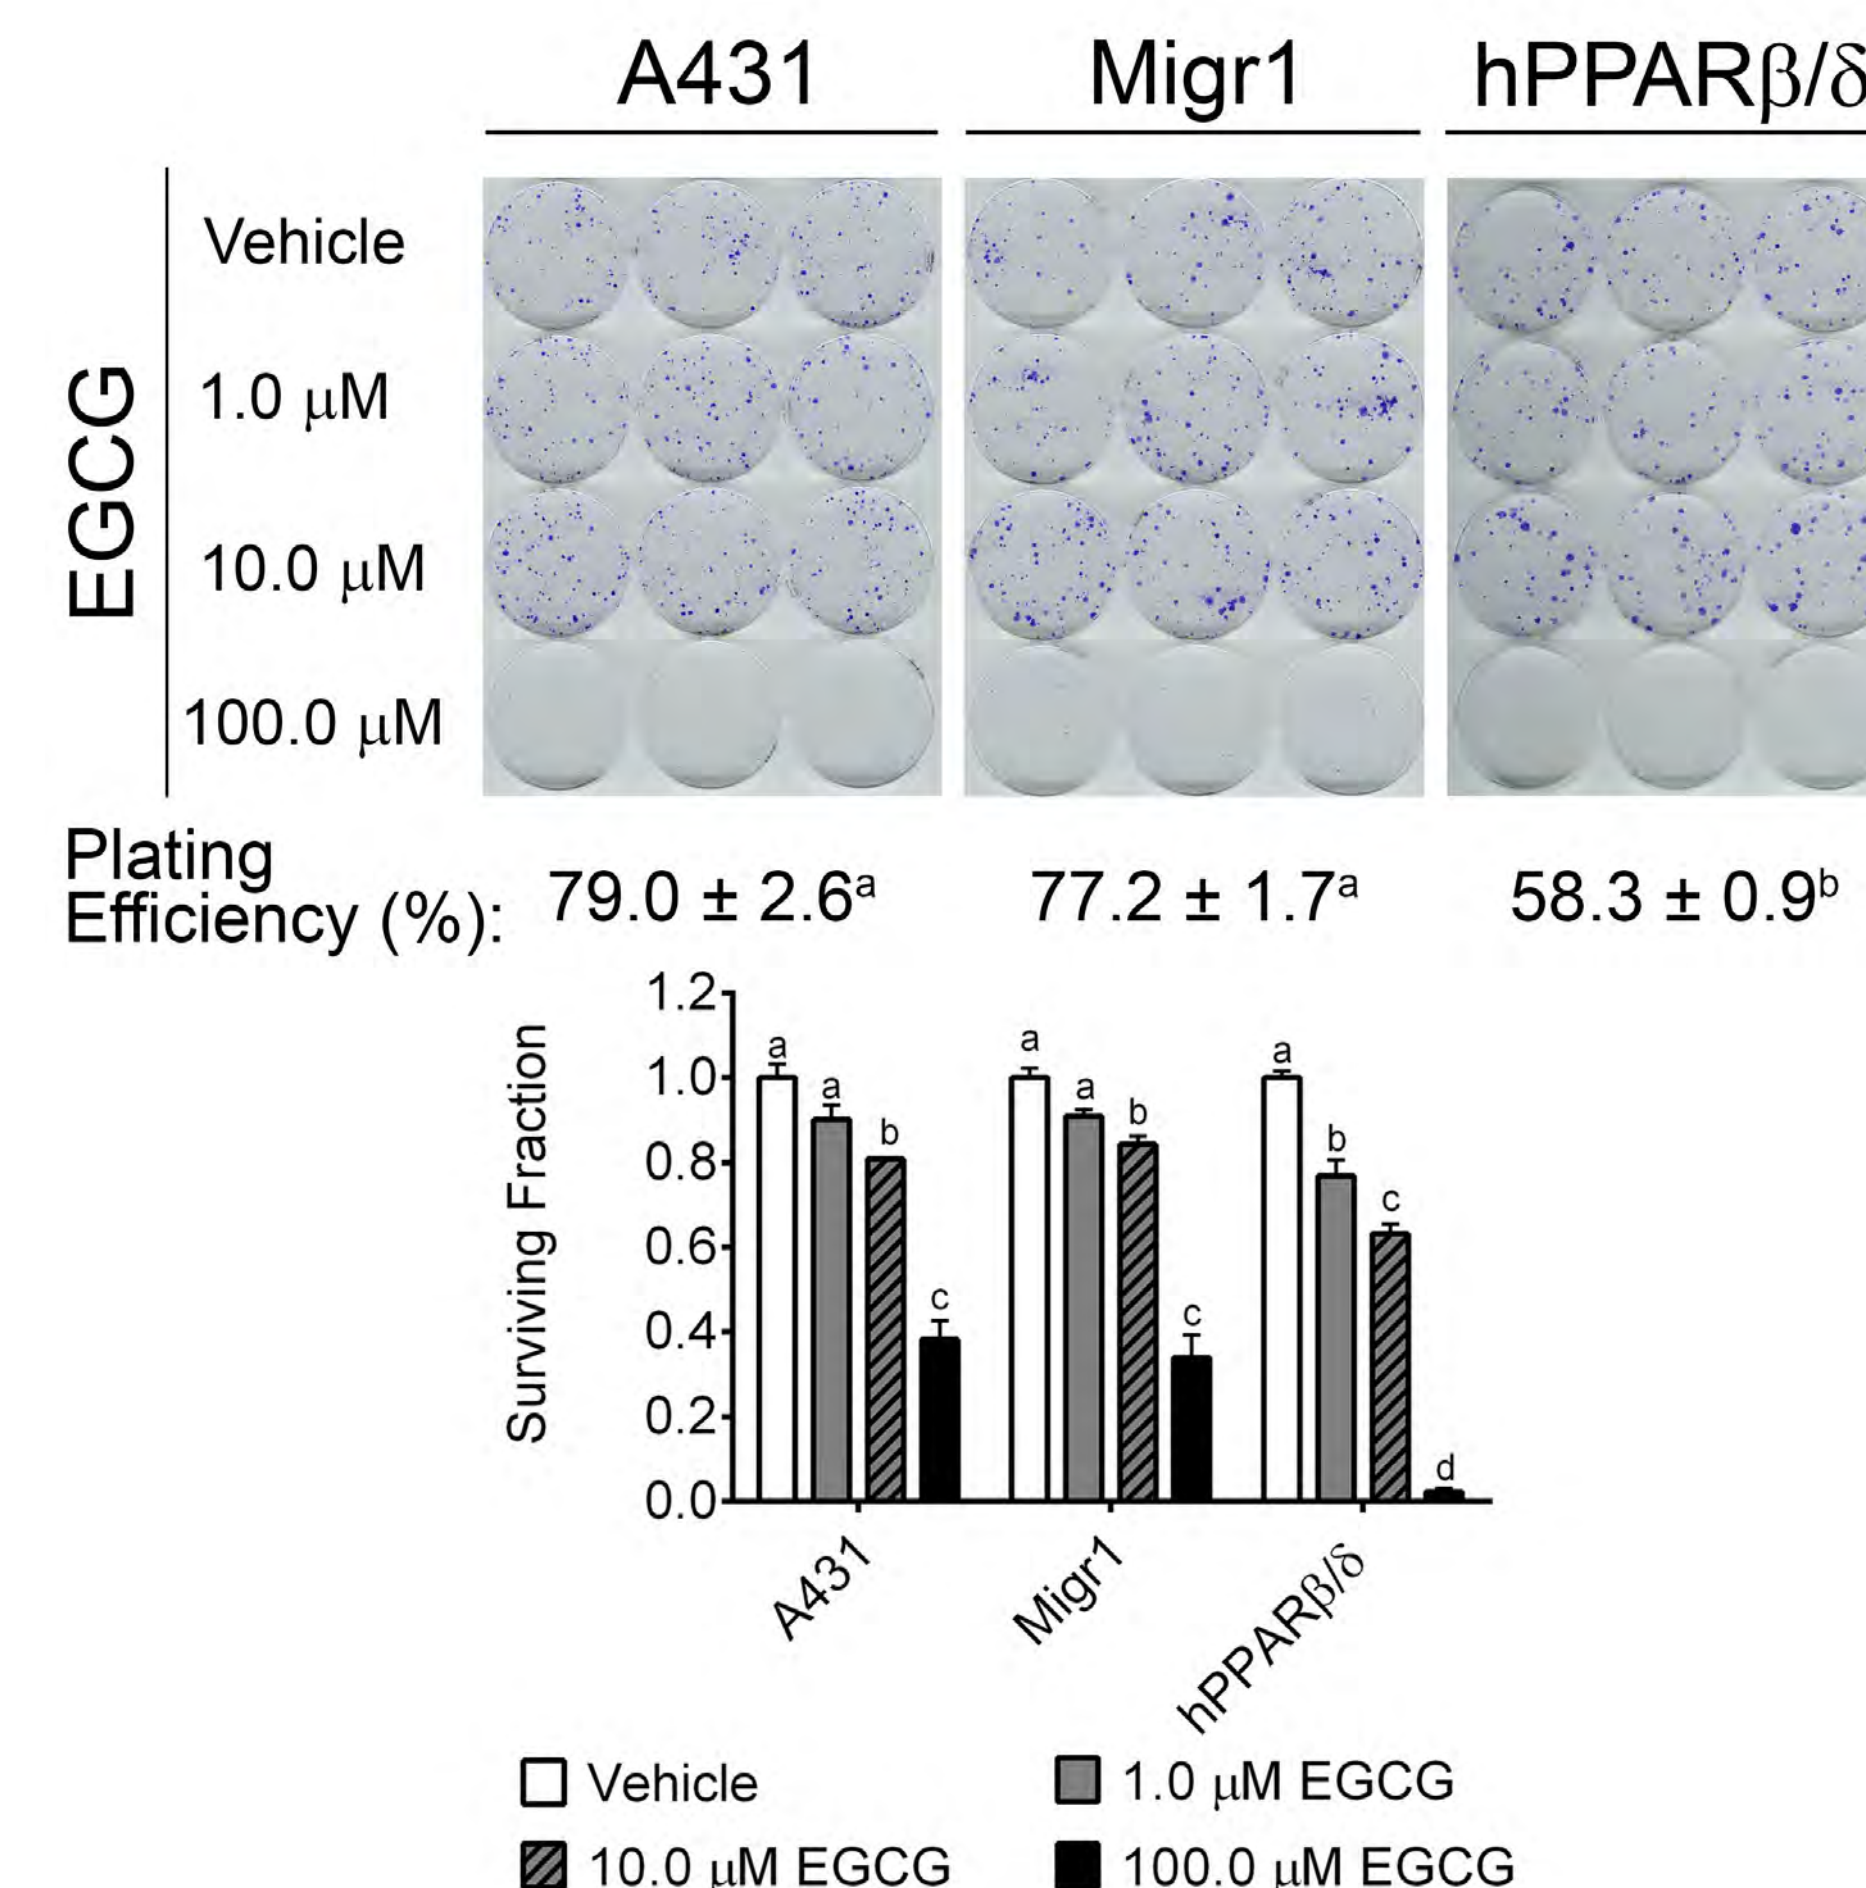 A431 Migr1 hPPARβ/δ
EGCG
Vehicle
1.0 μM
10.0 μM
100.0 μM
Plating
Efficiency (%): 79.0 ± 2.6ᵃ 77.2 ± 1.7ᵃ 58.3 ± 0.9ᵇ
Surviving Fraction
1.2
1.0
0.8
0.6
0.4
0.2
0.0
a a b c
a a b c
a b c d
A431 Migr1 hPPARβ/δ
Vehicle 1.0 μM EGCG
10.0 μM EGCG 100.0 μM EGCG